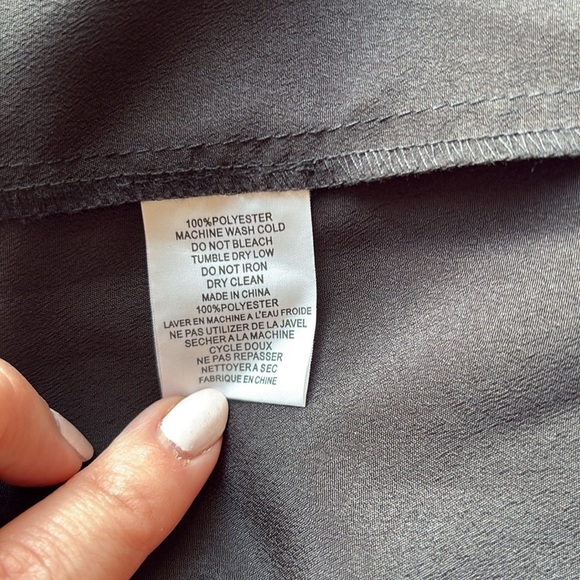 100%POLYESTER
MACHINE WASH COLD
DO NOT BLEACH
TUMBLE DRY LOW
DO NOT IRON
DRY CLEAN
MADE IN CHINA
100%POLYESTER
LAVER EN MACHINE A L'EAU FROIDE
NE PAS UTILIZER DE LA JAVEL
SECHER A LA MACHINE
CYCLE DOUX
NE PAS REPASSER
NETTOYER A SEC
FABRIQUE EN CHINE